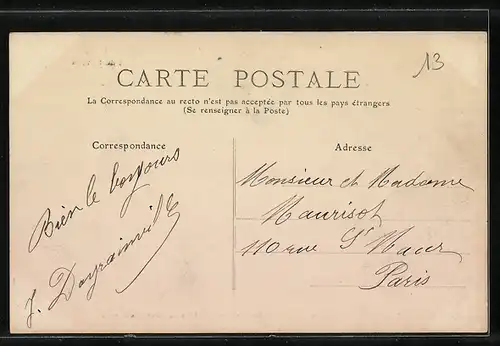 13
CARTE POSTALE
La Correspondance au recto n'est pas acceptée par tous les pays étrangers
(Se renseigner à la Poste)
Correspondance
Bien le bonjours
J.
Adresse
Monsieur et Madame
Maurisot
110 rue St Maur
Paris